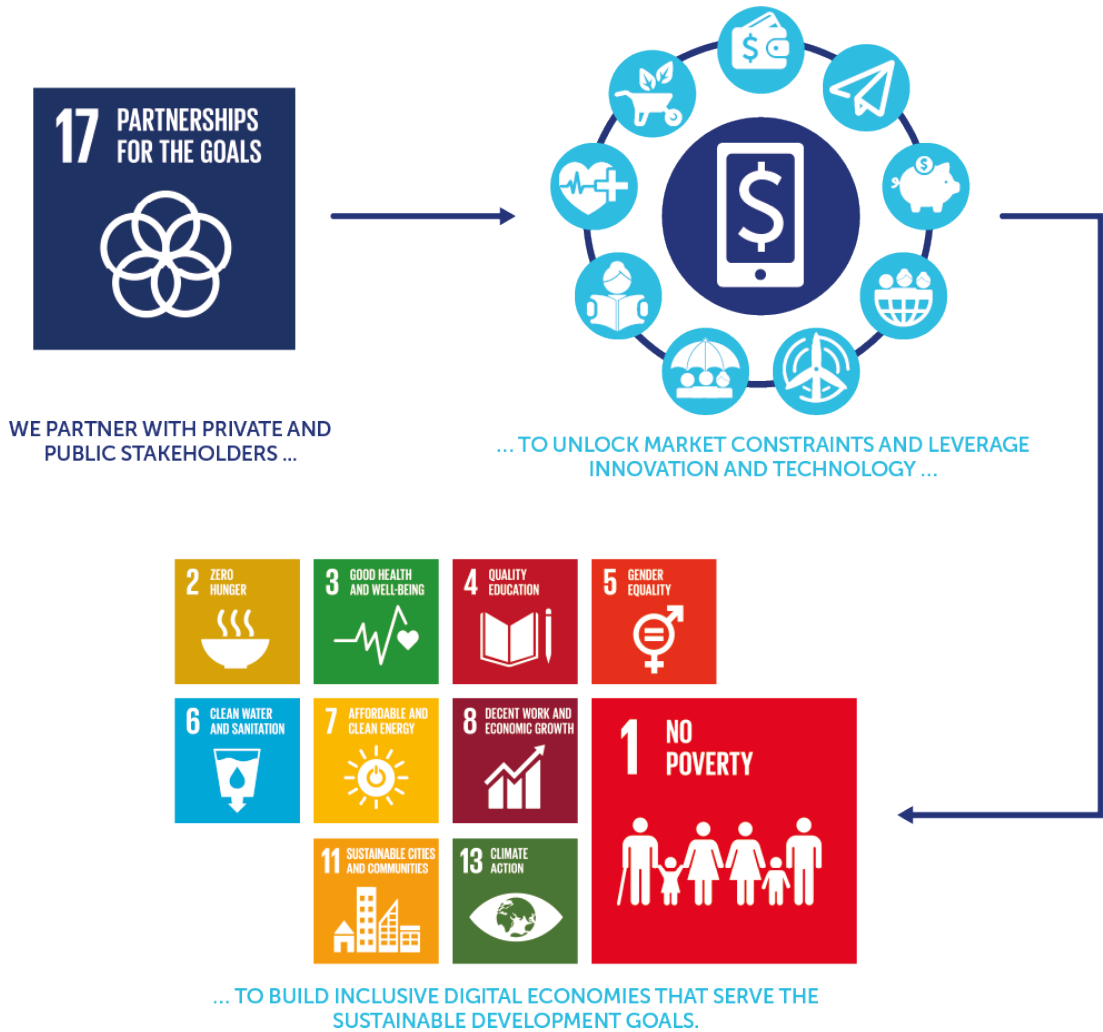 17 PARTNERSHIPS
FOR THE GOALS
$
$
$
WE PARTNER WITH PRIVATE AND
PUBLIC STAKEHOLDERS ...
... TO UNLOCK MARKET CONSTRAINTS AND LEVERAGE
INNOVATION AND TECHNOLOGY ...
2 ZERO
HUNGER
3 GOOD HEALTH
AND WELL-BEING
4 QUALITY
EDUCATION
5 GENDER
EQUALITY
6 CLEAN WATER
AND SANITATION
7 AFFORDABLE AND
CLEAN ENERGY
8 DECENT WORK AND
ECONOMIC GROWTH
1 NO
POVERTY
11 SUSTAINABLE CITIES
AND COMMUNITIES
13 CLIMATE
ACTION
... TO BUILD INCLUSIVE DIGITAL ECONOMIES THAT SERVE THE
SUSTAINABLE DEVELOPMENT GOALS.